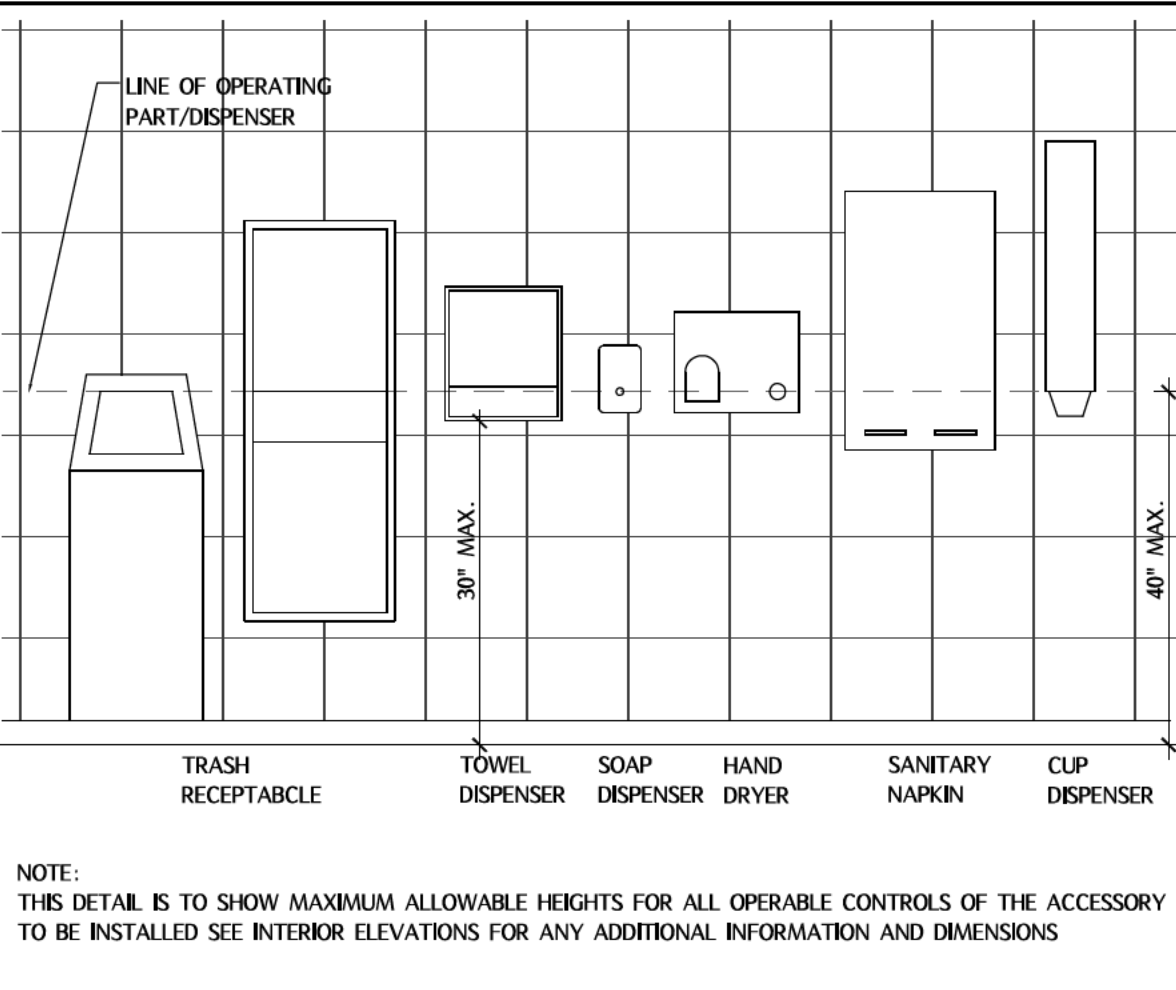 LINE OF OPERATING
PART/DISPENSER
30" MAX.
40" MAX.
TRASH
RECEPTABCLE
TOWEL
DISPENSER
SOAP
DISPENSER
HAND
DRYER
SANITARY
NAPKIN
CUP
DISPENSER
NOTE:
THIS DETAIL IS TO SHOW MAXIMUM ALLOWABLE HEIGHTS FOR ALL OPERABLE CONTROLS OF THE ACCESSORY
TO BE INSTALLED SEE INTERIOR ELEVATIONS FOR ANY ADDITIONAL INFORMATION AND DIMENSIONS